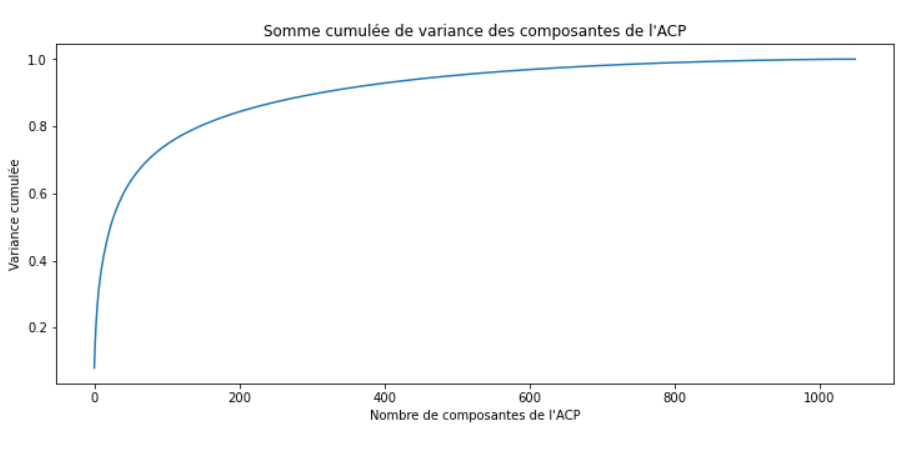 Somme cumulée de variance des composantes de l'ACP
1.0
0.8
0.6
0.4
0.2
Variance cumulée
0 200 400 600 800 1000
Nombre de composantes de l'ACP